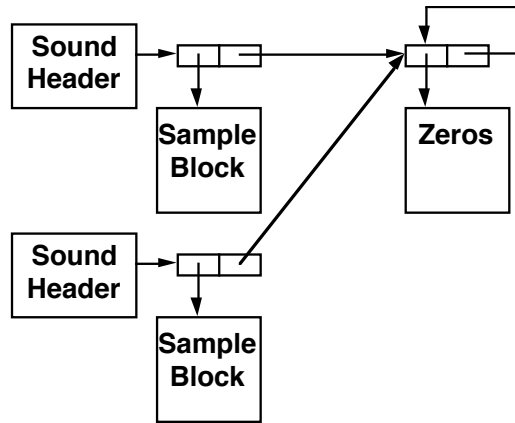 Sound
Header
Sample
Block
Zeros
Sound
Header
Sample
Block